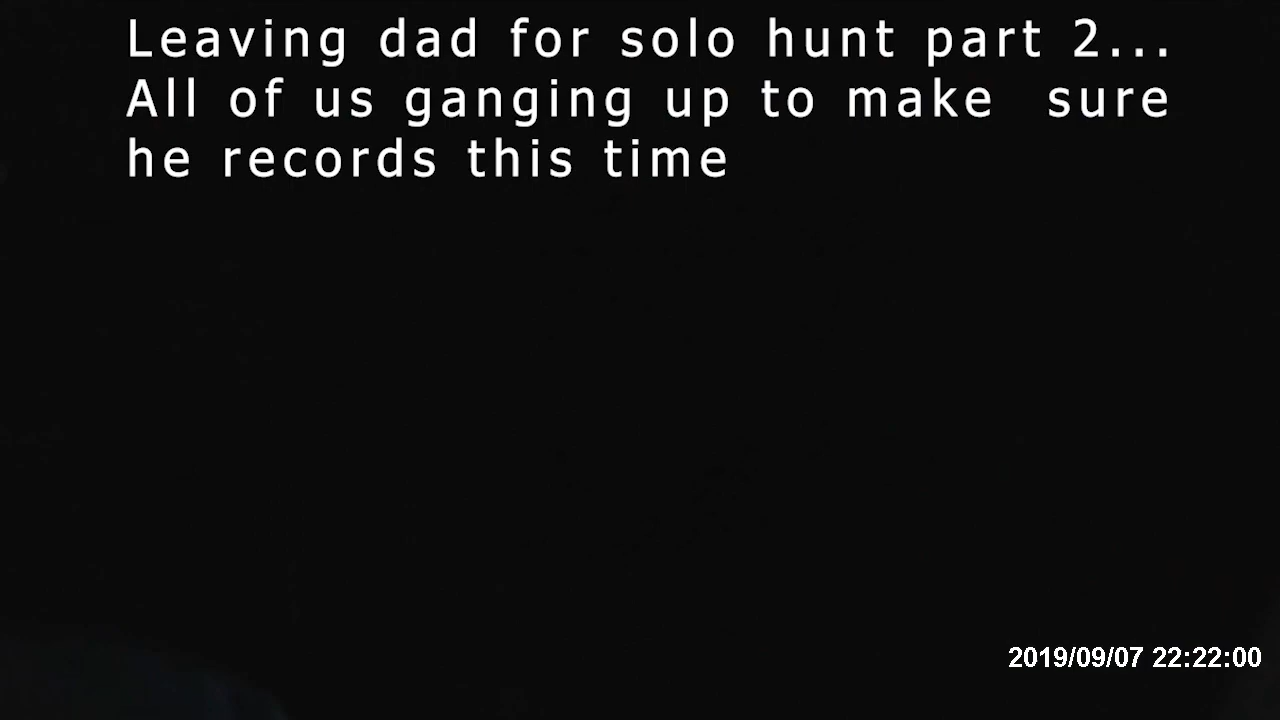 Leaving dad for solo hunt part 2...
All of us ganging up to make  sure
he records this time
2019/09/07 22:22:00